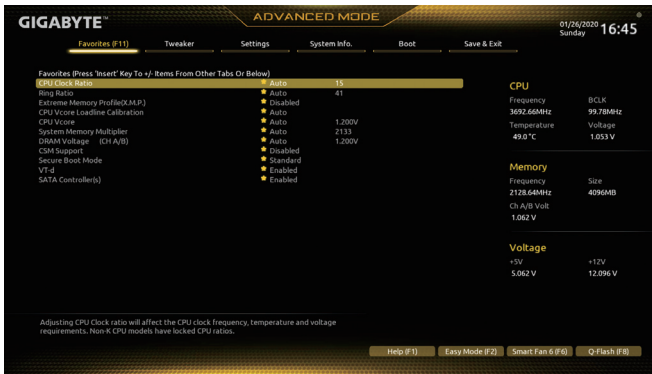 GIGABYTE™
ADVANCED MODE
01/26/2020
Sunday
16:45
Favorites (F11) Tweaker Settings System Info. Boot Save & Exit
Favorites (Press 'Insert' Key To +/- Items From Other Tabs Or Below)
CPU Clock Ratio Auto 15
Ring Ratio Auto 41
Extreme Memory Profile(X.M.P.) Disabled
CPU Vcore Loadline Calibration Auto
CPU Vcore Auto 1.200V
System Memory Multiplier Auto 2133
DRAM Voltage (CH A/B) Auto 1.200V
CSM Support Disabled
Secure Boot Mode Standard
VT-d Enabled
SATA Controller(s) Enabled
CPU
Frequency BCLK
3692.66MHz 99.78MHz
Temperature Voltage
49.0 °C 1.053 V
Memory
Frequency Size
2128.64MHz 4096MB
Ch A/B Volt
1.062 V
Voltage
+5V +12V
5.062 V 12.096 V
Adjusting CPU Clock ratio will affect the CPU clock frequency, temperature and voltage
requirements. Non-K CPU models have locked CPU ratios.
Help (F1) Easy Mode (F2) Smart Fan 6 (F6) Q-Flash (F8)